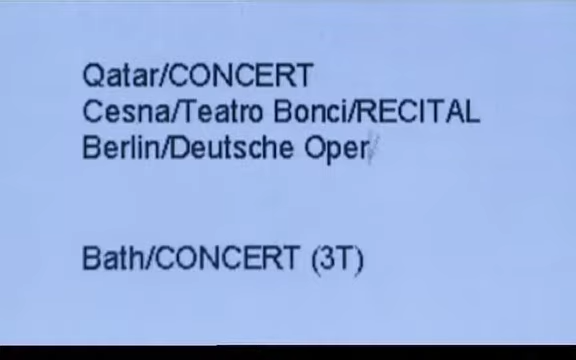 Qatar/CONCERT
Cesna/Teatro Bonci/RECITAL
Berlin/Deutsche Oper/
Bath/CONCERT (3T)